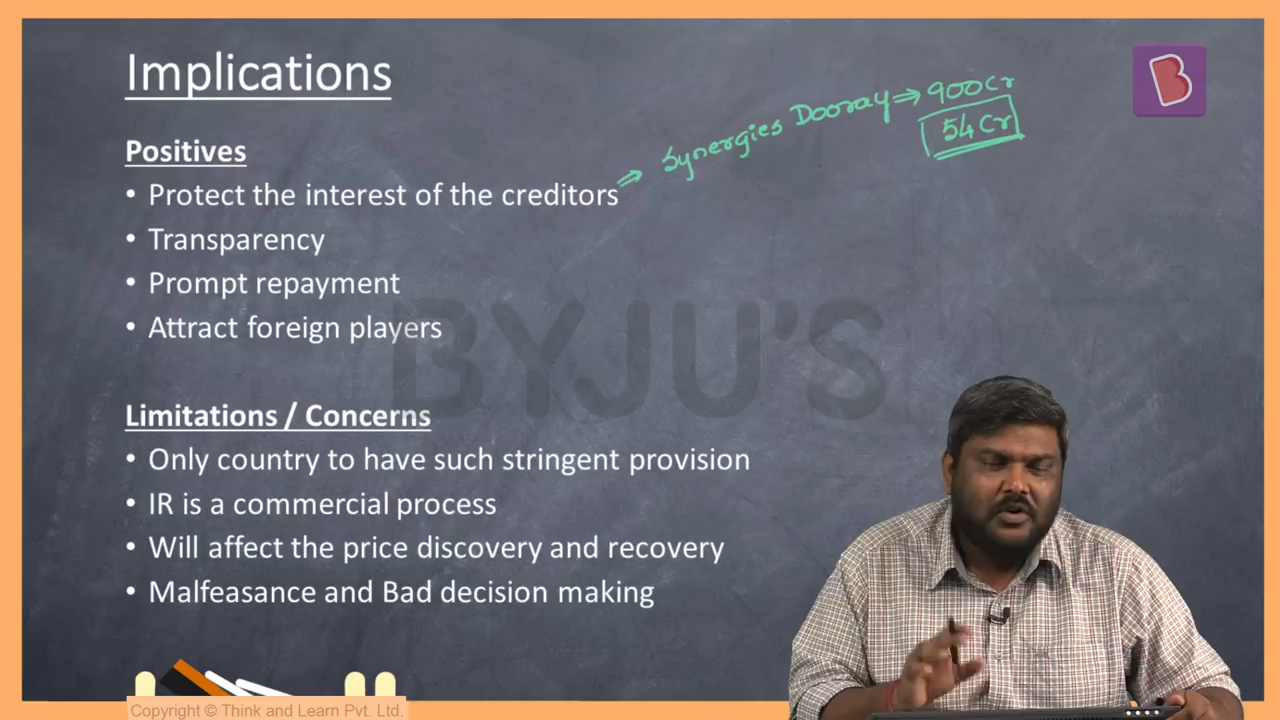 Implications
⇒ Synergies Dooray ⇒ 900Cr
54Cr
Positives
• Protect the interest of the creditors
• Transparency
• Prompt repayment
• Attract foreign players
BYJU'S
Limitations / Concerns
• Only country to have such stringent provision
• IR is a commercial process
• Will affect the price discovery and recovery
• Malfeasance and Bad decision making
Copyright © Think and Learn Pvt. Ltd.